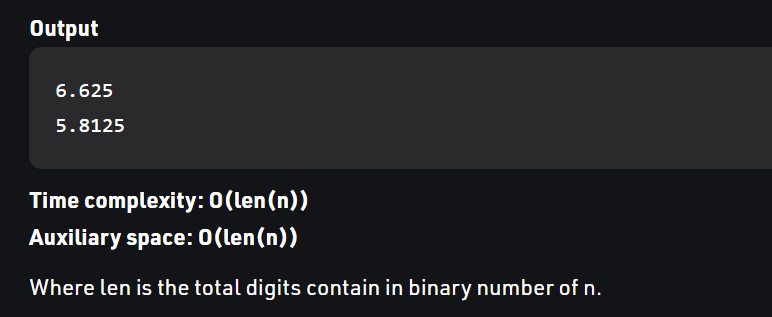 Output
6.625
5.8125
Time complexity: O(len(n))
Auxiliary space: O(len(n))
Where len is the total digits contain in binary number of n.